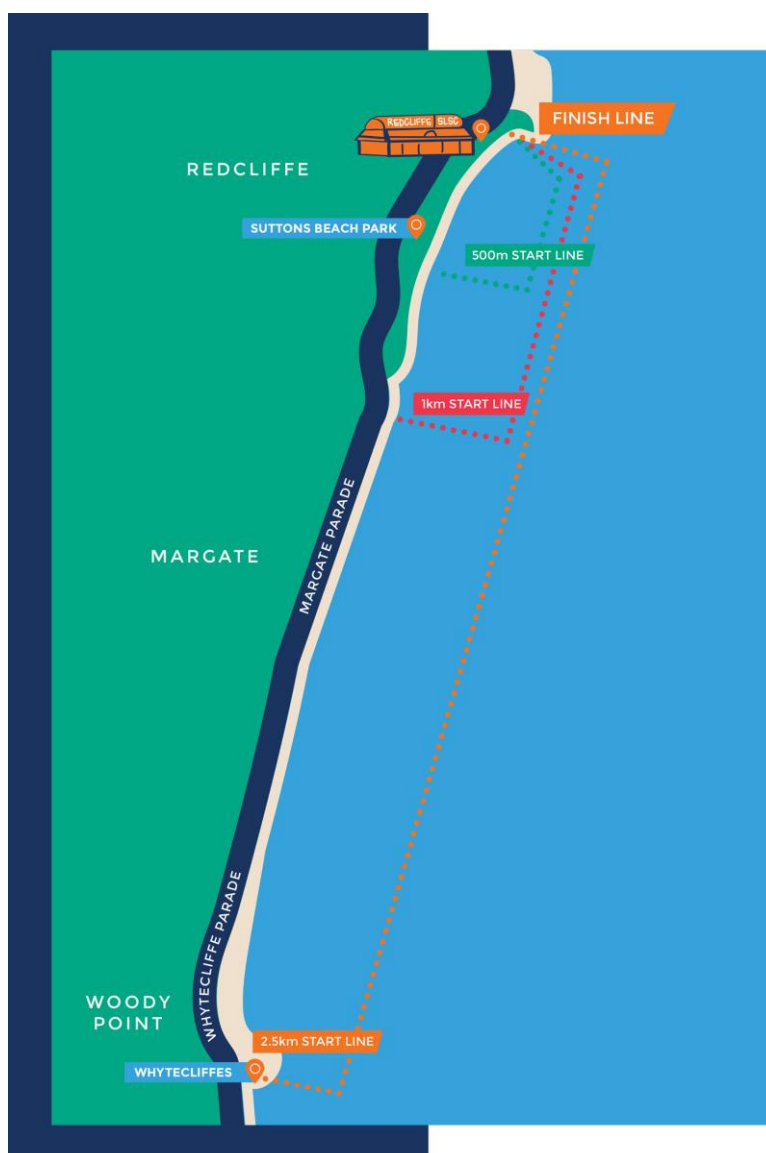 REDCLIFFE SLSC
FINISH LINE
REDCLIFFE
SUTTONS BEACH PARK
500m START LINE
1km START LINE
MARGATE PARADE
MARGATE
WHYTECLIFFE PARADE
WOODY
POINT
2.5km START LINE
WHYTECLIFFES